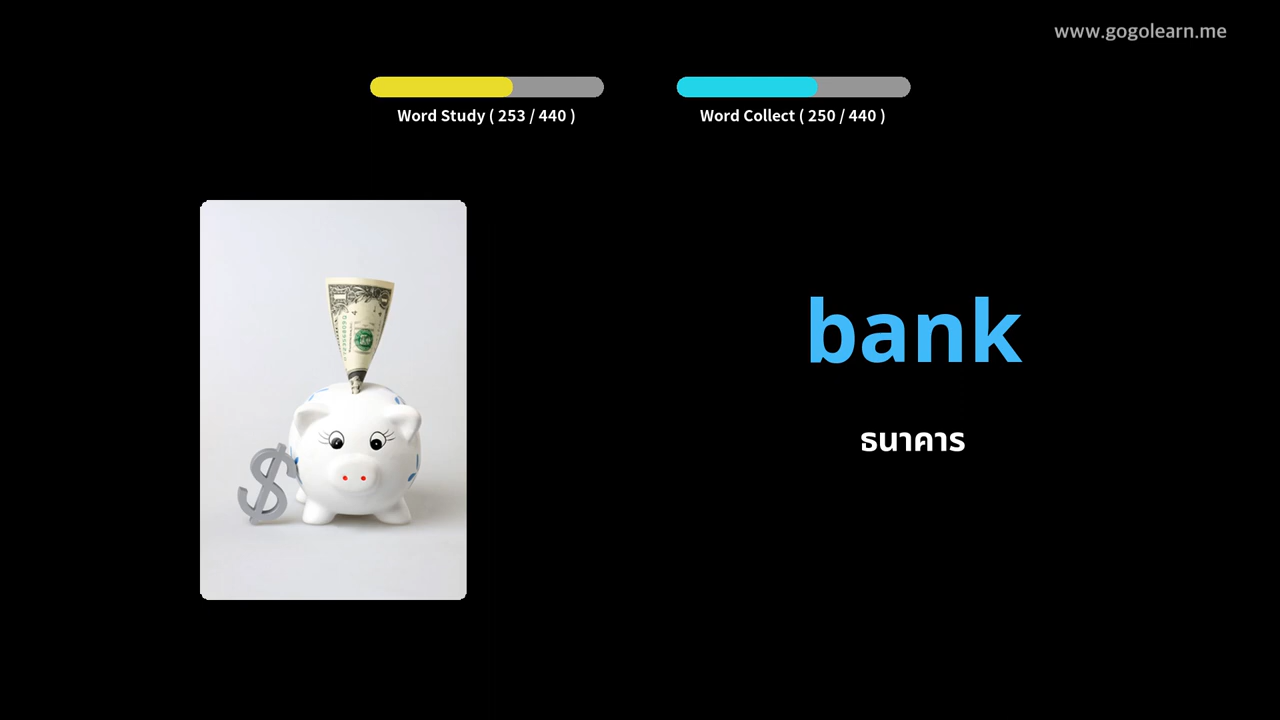 www.gogolearn.me
Word Study ( 253 / 440 )
Word Collect ( 250 / 440 )
bank
ธนาคาร
$